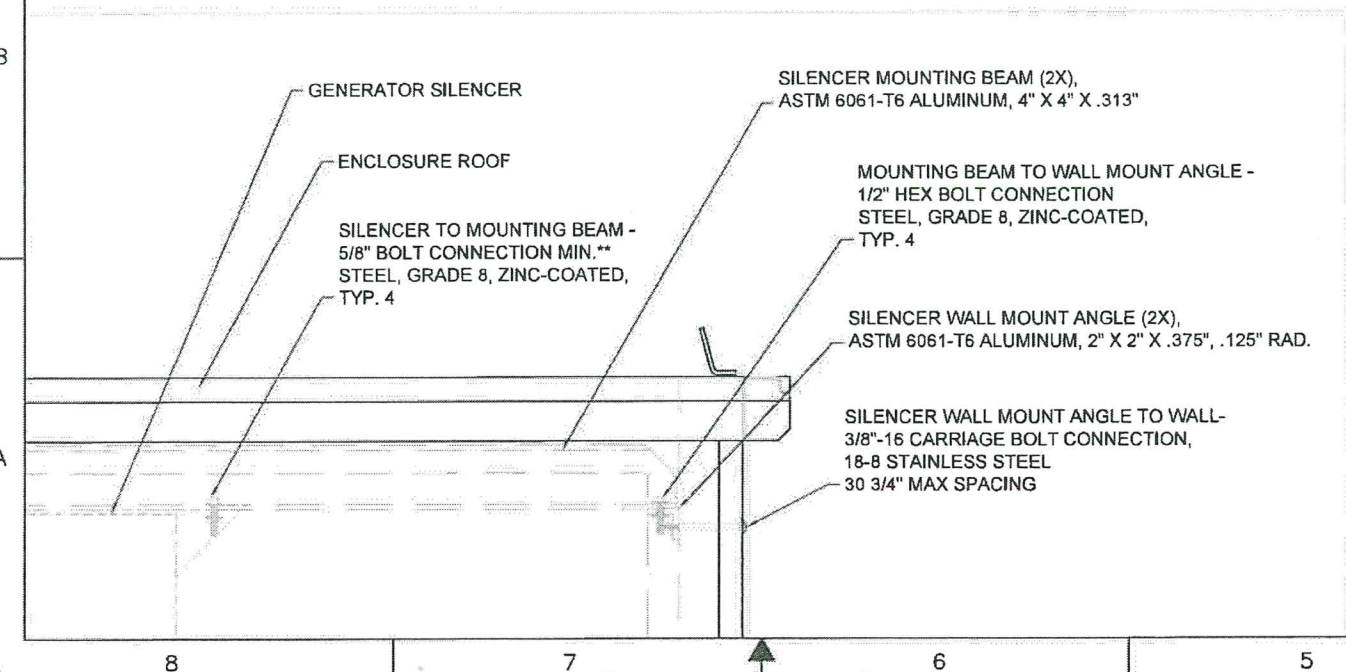 B
GENERATOR SILENCER
SILENCER MOUNTING BEAM (2X),
ASTM 6061-T6 ALUMINUM, 4" X 4" X .313"
ENCLOSURE ROOF
MOUNTING BEAM TO WALL MOUNT ANGLE -
1/2" HEX BOLT CONNECTION
STEEL, GRADE 8, ZINC-COATED,
TYP. 4
SILENCER TO MOUNTING BEAM -
5/8" BOLT CONNECTION MIN.**
STEEL, GRADE 8, ZINC-COATED,
TYP. 4
SILENCER WALL MOUNT ANGLE (2X),
ASTM 6061-T6 ALUMINUM, 2" X 2" X .375", .125" RAD.
SILENCER WALL MOUNT ANGLE TO WALL-
3/8"-16 CARRIAGE BOLT CONNECTION,
18-8 STAINLESS STEEL
30 3/4" MAX SPACING
A
8
7
6
5